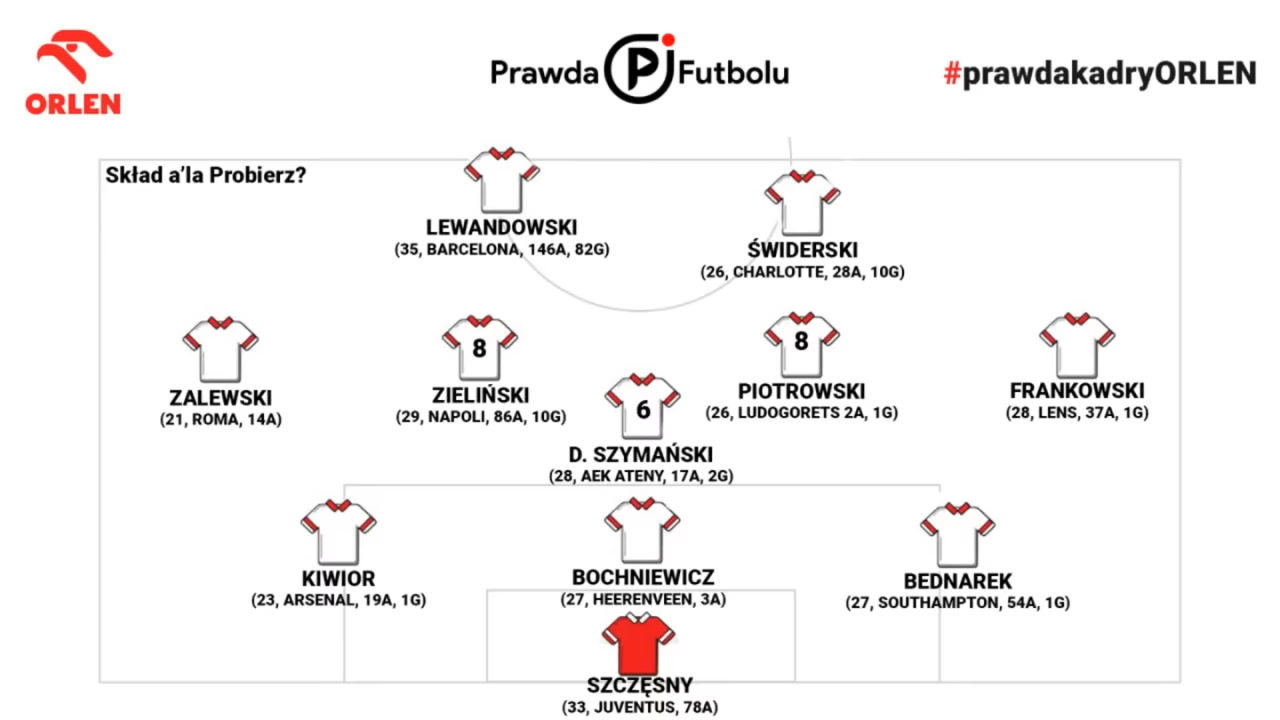 ORLEN
Prawda P Futbolu
#prawdakadryORLEN
Skład a'la Probierz?
LEWANDOWSKI
(35, BARCELONA, 146A, 82G)
ŚWIDERSKI
(26, CHARLOTTE, 28A, 10G)
ZALEWSKI
(21, ROMA, 14A)
8
ZIELIŃSKI
(29, NAPOLI, 86A, 10G)
8
PIOTROWSKI
(26, LUDOGORETS 2A, 1G)
FRANKOWSKI
(28, LENS, 37A, 1G)
6
D. SZYMAŃSKI
(28, AEK ATENY, 17A, 2G)
KIWIOR
(23, ARSENAL, 19A, 1G)
BOCHNIEWICZ
(27, HEERENVEEN, 3A)
BEDNAREK
(27, SOUTHAMPTON, 54A, 1G)
SZCZĘSNY
(33, JUVENTUS, 78A)